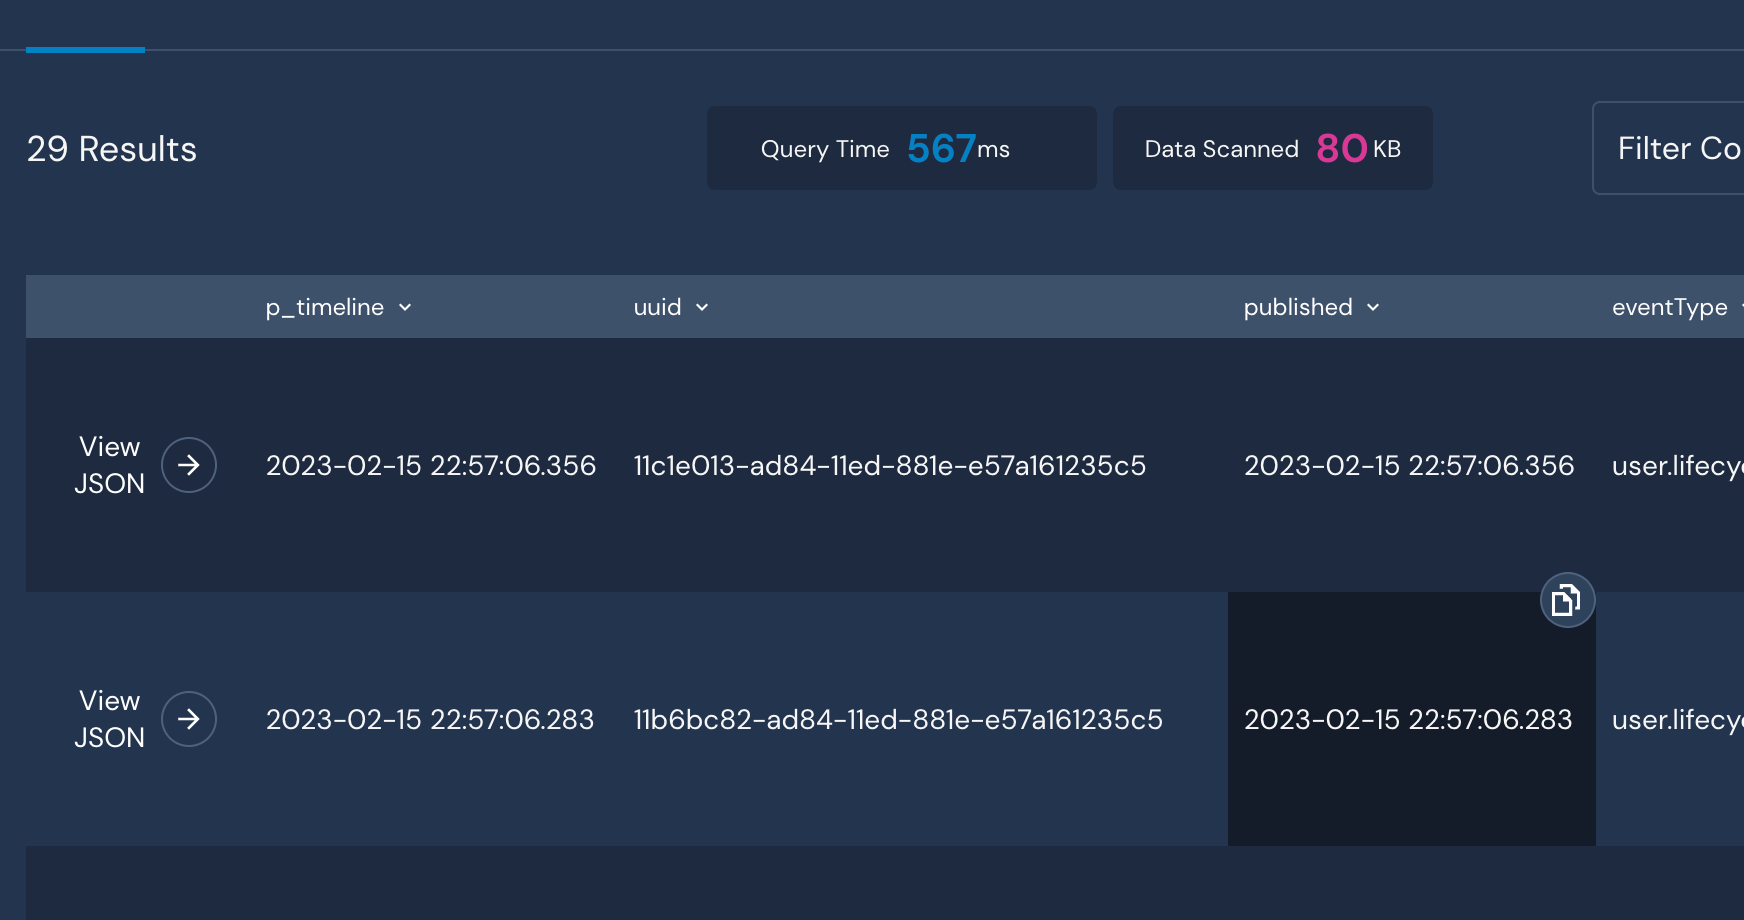 29 Results
Query Time 567ms
Data Scanned 80 KB
Filter Co
p_timeline uuid published eventType
View JSON 2023-02-15 22:57:06.356 11c1e013-ad84-11ed-881e-e57a161235c5 2023-02-15 22:57:06.356 user.lifecy
View JSON 2023-02-15 22:57:06.283 11b6bc82-ad84-11ed-881e-e57a161235c5 2023-02-15 22:57:06.283 user.lifecy